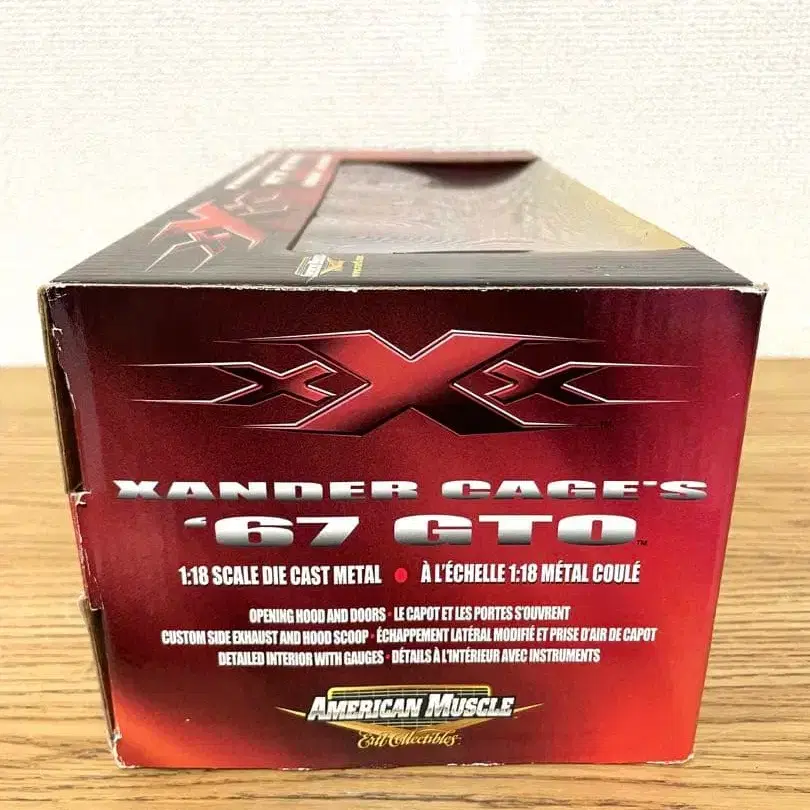 xXx
XANDER CAGE'S
'67 GTO™
1:18 SCALE DIE CAST METAL • À L'ÉCHELLE 1:18 MÉTAL COULÉ
OPENING HOOD AND DOORS • LE CAPOT ET LES PORTES S'OUVRENT
CUSTOM SIDE EXHAUST AND HOOD SCOOP • ÉCHAPPEMENT LATÉRAL MODIFIÉ ET PRISE D'AIR DE CAPOT
DETAILED INTERIOR WITH GAUGES • DÉTAILS À L'INTÉRIEUR AVEC INSTRUMENTS
AMERICAN MUSCLE
Ertl Collectibles